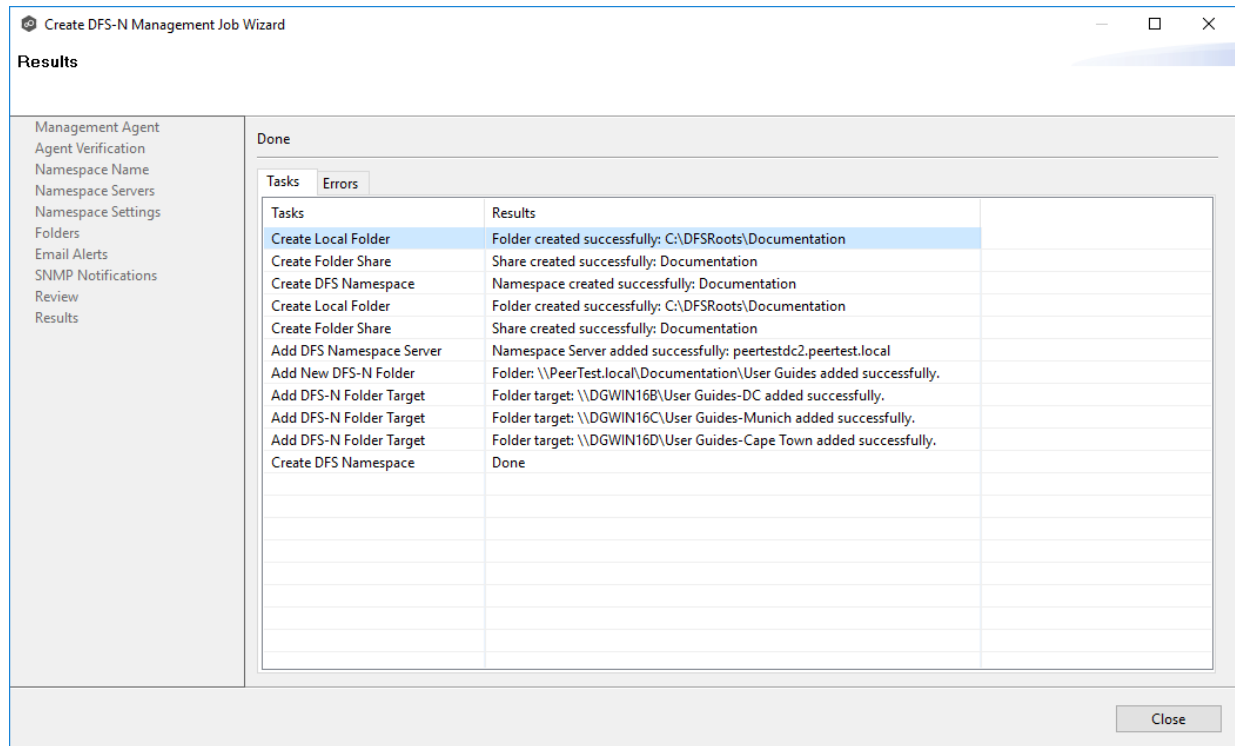 Create DFS-N Management Job Wizard
Results
Management Agent
Agent Verification
Namespace Name
Namespace Servers
Namespace Settings
Folders
Email Alerts
SNMP Notifications
Review
Results
Done
Tasks Errors
Tasks Results
Create Local Folder Folder created successfully: C:\DFSRoots\Documentation
Create Folder Share Share created successfully: Documentation
Create DFS Namespace Namespace created successfully: Documentation
Create Local Folder Folder created successfully: C:\DFSRoots\Documentation
Create Folder Share Share created successfully: Documentation
Add DFS Namespace Server Namespace Server added successfully: peertestdc2.peertest.local
Add New DFS-N Folder Folder: \\PeerTest.local\Documentation\User Guides added successfully.
Add DFS-N Folder Target Folder target: \\DGWIN16B\User Guides-DC added successfully.
Add DFS-N Folder Target Folder target: \\DGWIN16C\User Guides-Munich added successfully.
Add DFS-N Folder Target Folder target: \\DGWIN16D\User Guides-Cape Town added successfully.
Create DFS Namespace Done
Close